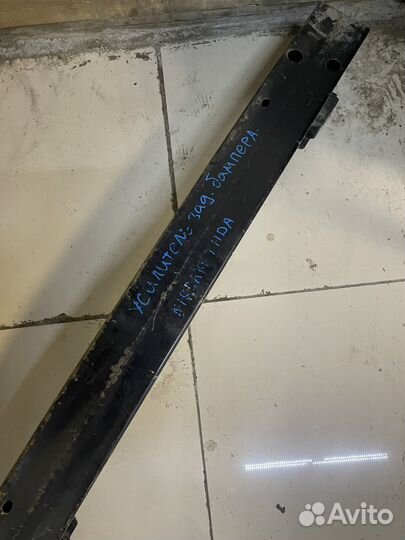 Усилитель зад. бампера.
Nissan TIIDA
Avito